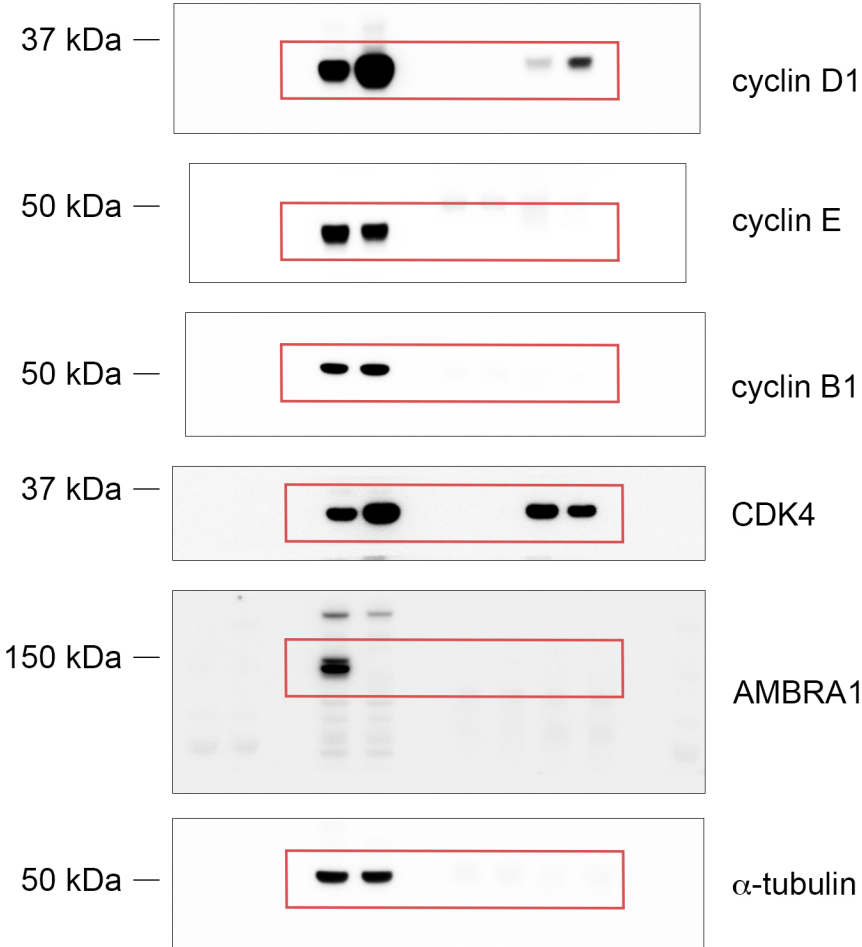 37 kDa —
cyclin D1
50 kDa —
cyclin E
50 kDa —
cyclin B1
37 kDa —
CDK4
150 kDa —
AMBRA1
50 kDa —
α-tubulin